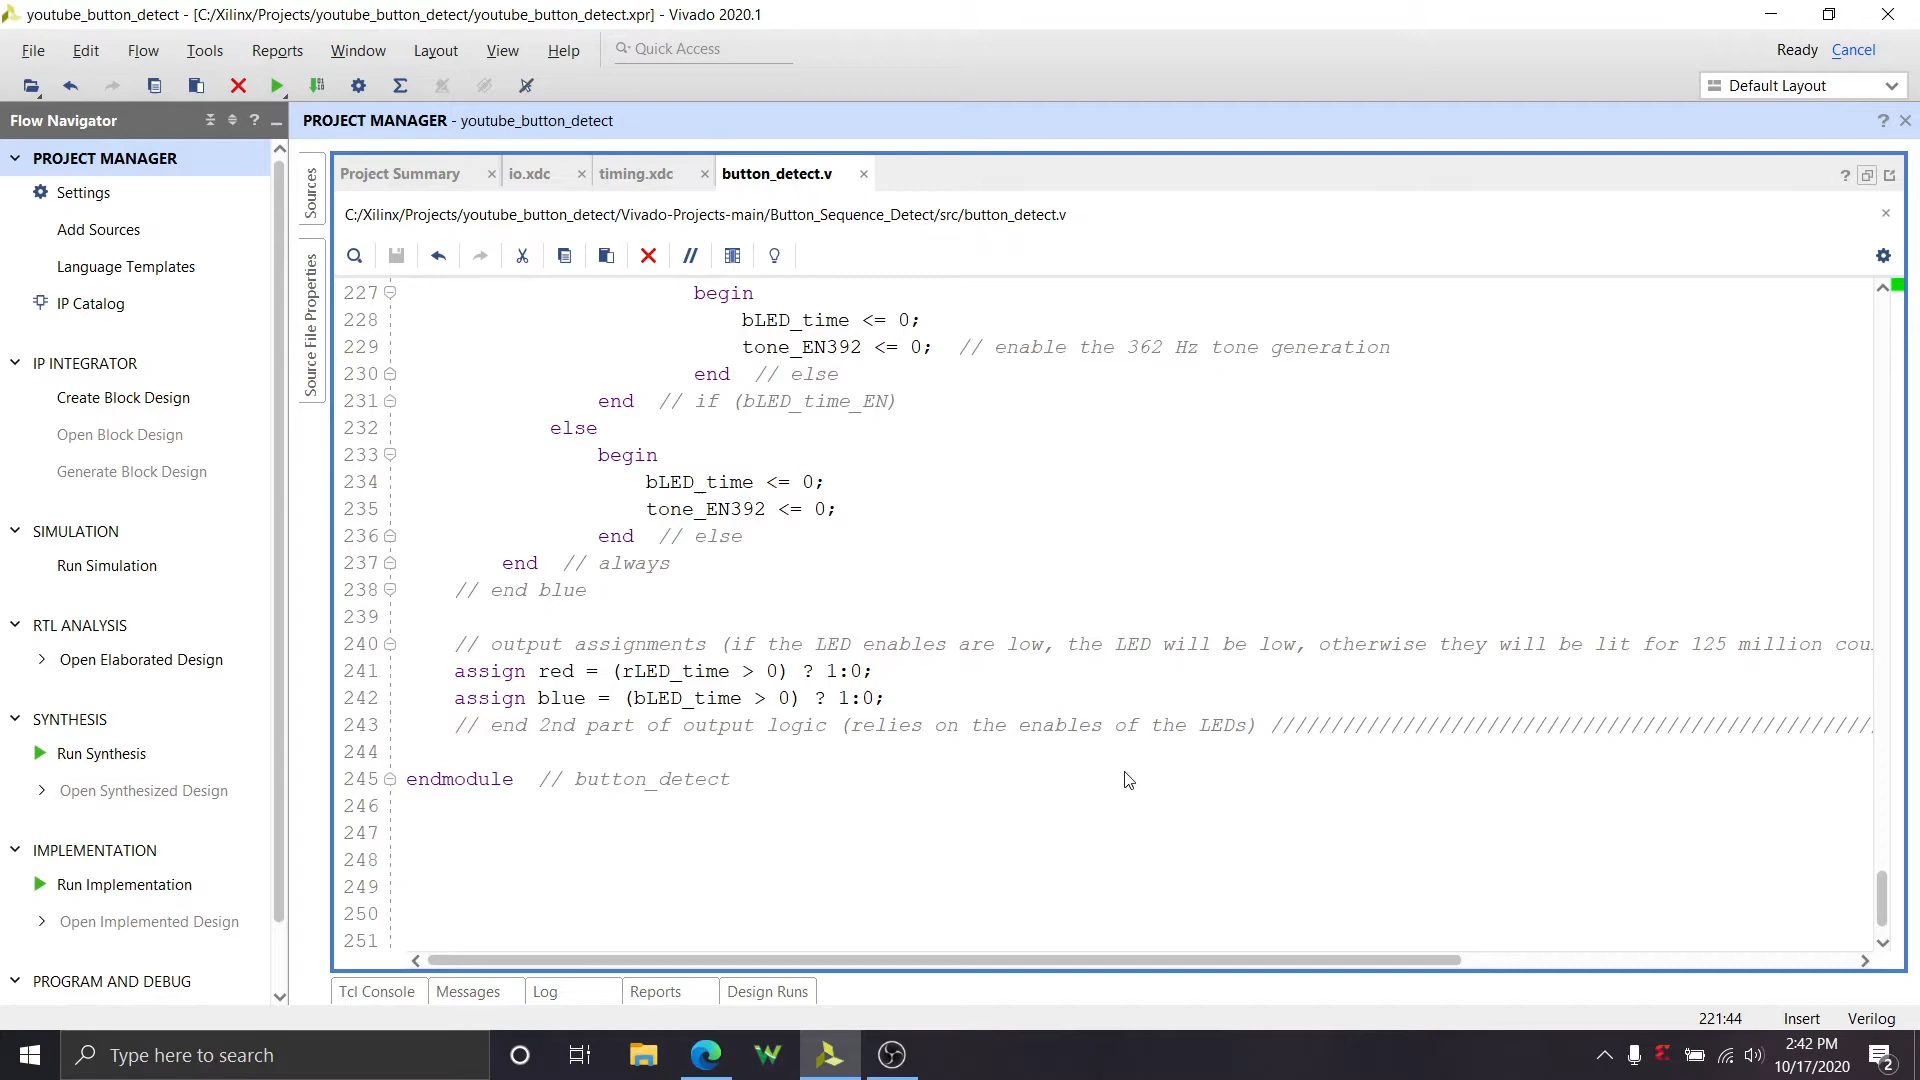 youtube_button_detect - [C:/Xilinx/Projects/youtube_button_detect/youtube_button_detect.xpr] - Vivado 2020.1
File Edit Flow Tools Reports Window Layout View Help Quick Access Ready Cancel
Default Layout
Flow Navigator
PROJECT MANAGER - youtube_button_detect
PROJECT MANAGER
Settings
Add Sources
Language Templates
IP Catalog
IP INTEGRATOR
Create Block Design
Open Block Design
Generate Block Design
SIMULATION
Run Simulation
RTL ANALYSIS
Open Elaborated Design
SYNTHESIS
Run Synthesis
Open Synthesized Design
IMPLEMENTATION
Run Implementation
Open Implemented Design
PROGRAM AND DEBUG
Sources
Source File Properties
Project Summary io.xdc timing.xdc button_detect.v
C:/Xilinx/Projects/youtube_button_detect/Vivado-Projects-main/Button_Sequence_Detect/src/button_detect.v
227 begin
228 bLED_time <= 0;
229 tone_EN392 <= 0; // enable the 362 Hz tone generation
230 end // else
231 end // if (bLED_time_EN)
232 else
233 begin
234 bLED_time <= 0;
235 tone_EN392 <= 0;
236 end // else
237 end // always
238 // end blue
239
240 // output assignments (if the LED enables are low, the LED will be low, otherwise they will be lit for 125 million cou
241 assign red = (rLED_time > 0) ? 1:0;
242 assign blue = (bLED_time > 0) ? 1:0;
243 // end 2nd part of output logic (relies on the enables of the LEDs) //////////////////////////////////////////////////
244
245 endmodule // button_detect
246
247
248
249
250
251
Tcl Console Messages Log Reports Design Runs
221:44 Insert Verilog
Type here to search
2:42 PM
10/17/2020
2